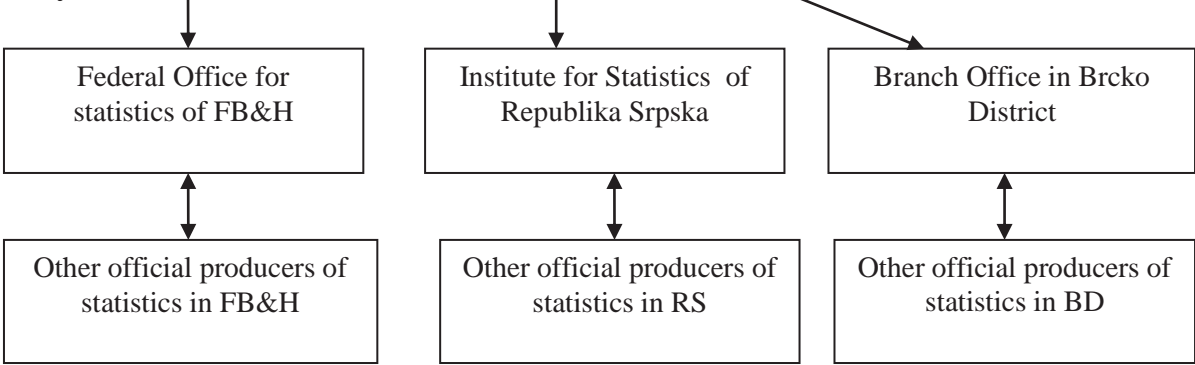 Federal Office for
statistics of FB&H
Institute for Statistics of
Republika Srpska
Branch Office in Brcko
District
Other official producers of
statistics in FB&H
Other official producers of
statistics in RS
Other official producers of
statistics in BD